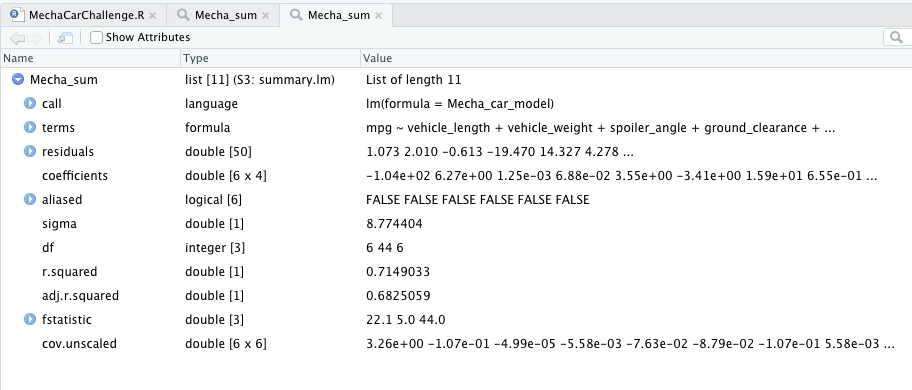 MechaCarChallenge.R × Mecha_sum × Mecha_sum ×
Show Attributes
Name Type Value
Mecha_sum list [11] (S3: summary.lm) List of length 11
call language lm(formula = Mecha_car_model)
terms formula mpg ~ vehicle_length + vehicle_weight + spoiler_angle + ground_clearance + ...
residuals double [50] 1.073 2.010 -0.613 -19.470 14.327 4.278 ...
coefficients double [6 x 4] -1.04e+02 6.27e+00 1.25e-03 6.88e-02 3.55e+00 -3.41e+00 1.59e+01 6.55e-01 ...
aliased logical [6] FALSE FALSE FALSE FALSE FALSE FALSE
sigma double [1] 8.774404
df integer [3] 6 44 6
r.squared double [1] 0.7149033
adj.r.squared double [1] 0.6825059
fstatistic double [3] 22.1 5.0 44.0
cov.unscaled double [6 x 6] 3.26e+00 -1.07e-01 -4.99e-05 -5.58e-03 -7.63e-02 -8.79e-02 -1.07e-01 5.58e-03 ...